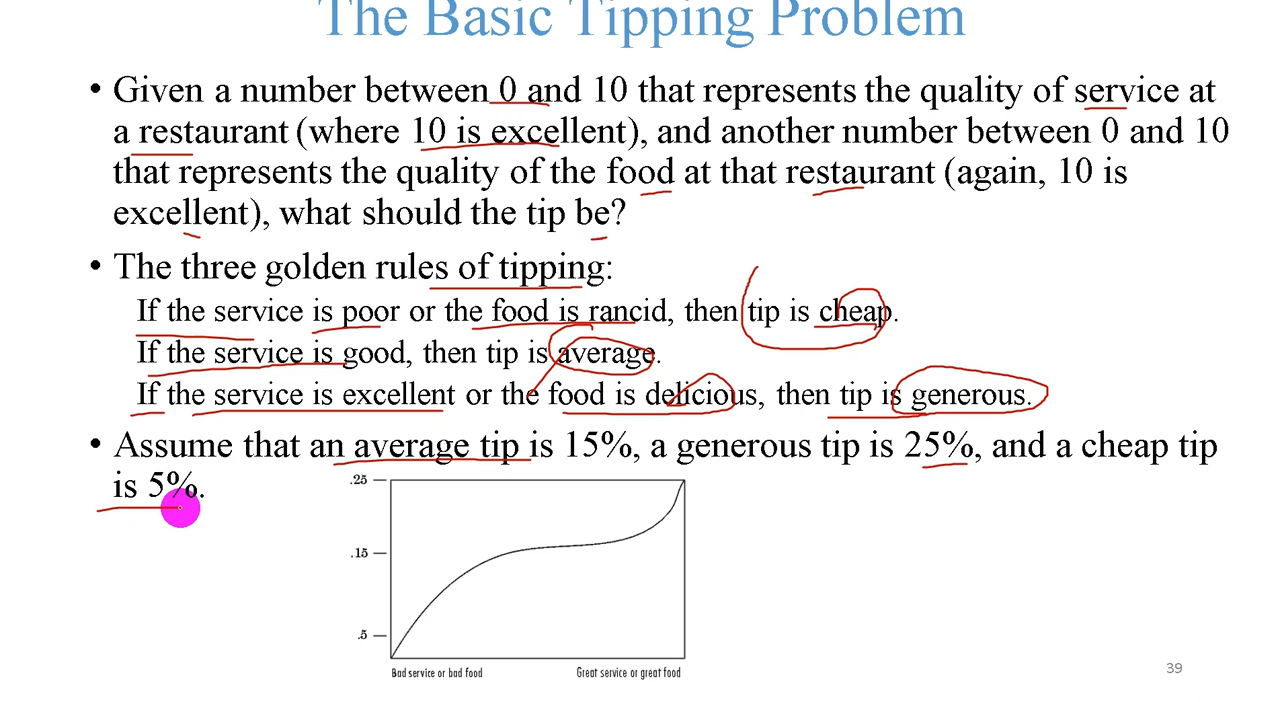 The Basic Tipping Problem
• Given a number between 0 and 10 that represents the quality of service at
a restaurant (where 10 is excellent), and another number between 0 and 10
that represents the quality of the food at that restaurant (again, 10 is
excellent), what should the tip be?
• The three golden rules of tipping:
If the service is poor or the food is rancid, then tip is cheap.
If the service is good, then tip is average.
If the service is excellent or the food is delicious, then tip is generous.
• Assume that an average tip is 15%, a generous tip is 25%, and a cheap tip
is 5%.
.25
.15
.5
Bad service or bad food
Great service or great food
39